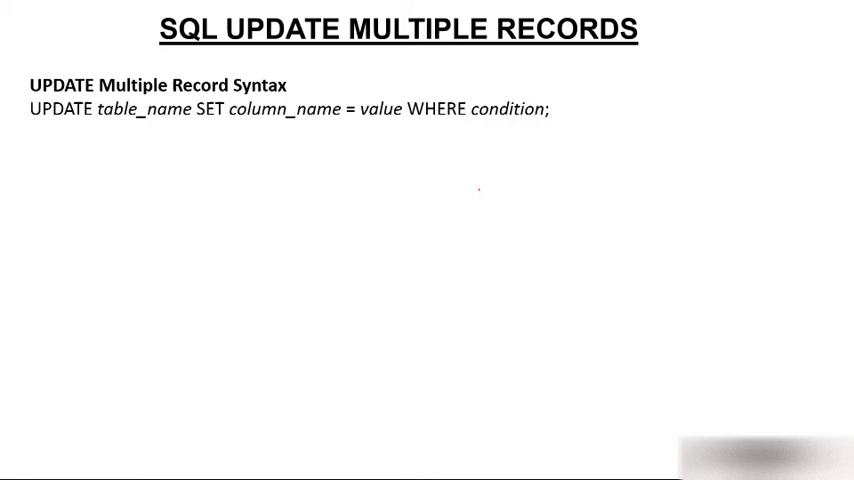 SQL UPDATE MULTIPLE RECORDS
UPDATE Multiple Record Syntax
UPDATE table_name SET column_name = value WHERE condition;